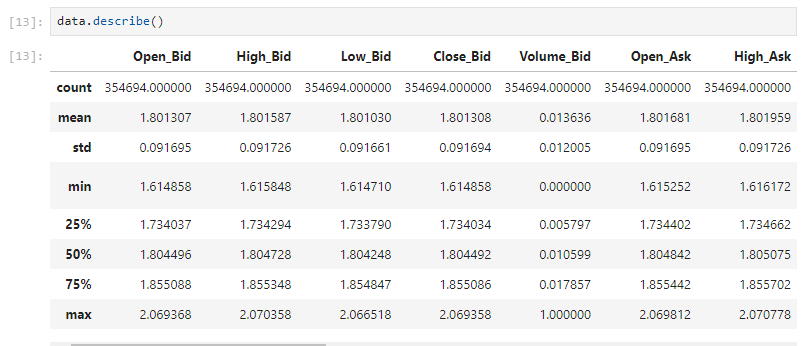 [13]: data.describe()
[13]: Open_Bid High_Bid Low_Bid Close_Bid Volume_Bid Open_Ask High_Ask
count 354694.000000 354694.000000 354694.000000 354694.000000 354694.000000 354694.000000 354694.000000
mean 1.801307 1.801587 1.801030 1.801308 0.013636 1.801681 1.801959
std 0.091695 0.091726 0.091661 0.091694 0.012005 0.091695 0.091726
min 1.614858 1.615848 1.614710 1.614858 0.000000 1.615252 1.616172
25% 1.734037 1.734294 1.733790 1.734034 0.005797 1.734402 1.734662
50% 1.804496 1.804728 1.804248 1.804492 0.010599 1.804842 1.805075
75% 1.855088 1.855348 1.854847 1.855086 0.017857 1.855442 1.855702
max 2.069368 2.070358 2.066518 2.069358 1.000000 2.069812 2.070778